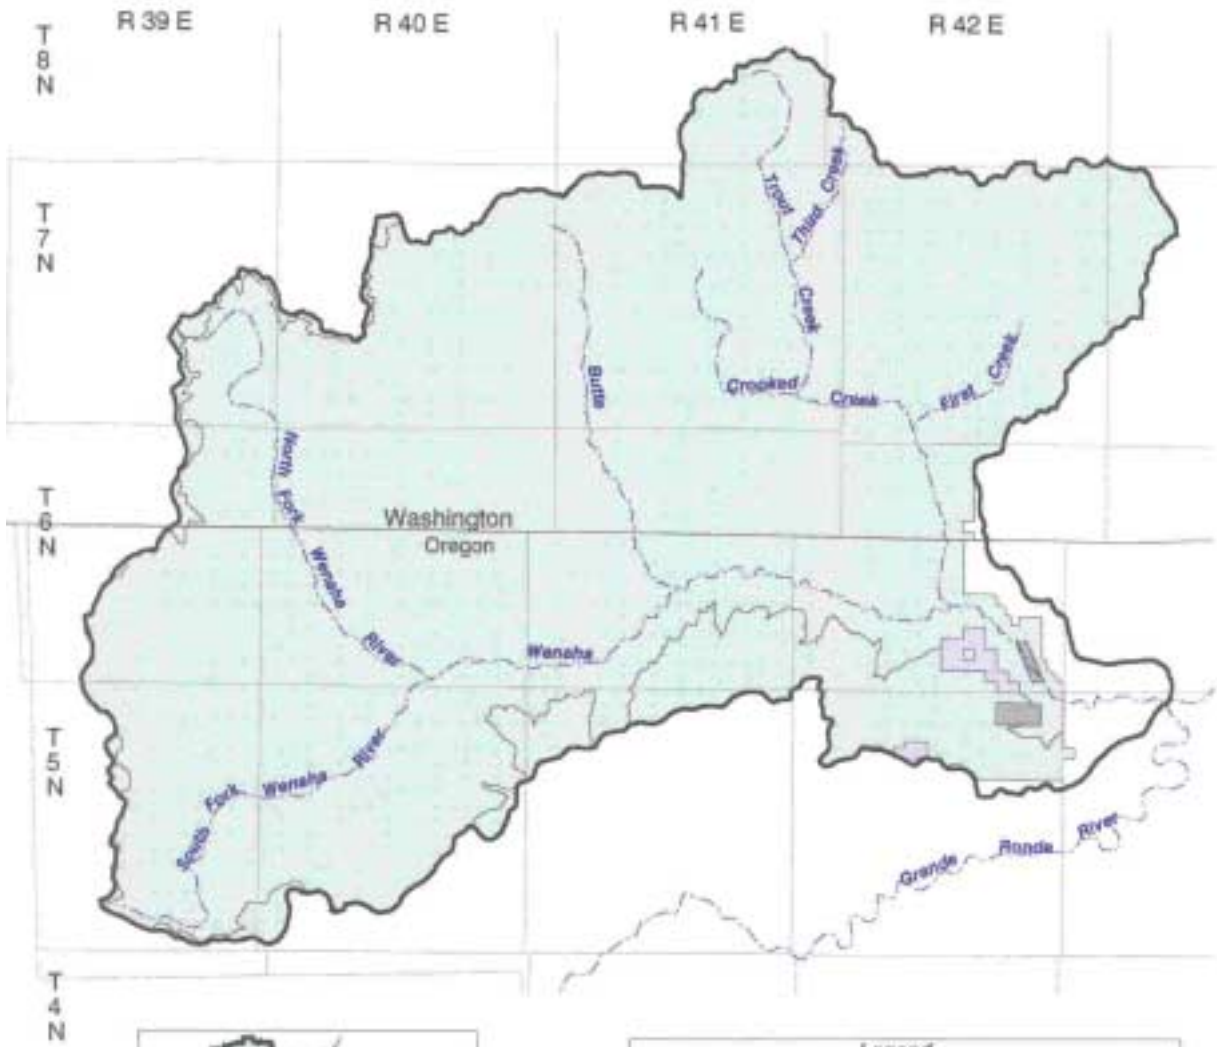 R 39 E
R 40 E
R 41 E
R 42 E
T
8
N
T
7
N
T
6
N
T
5
N
T
4
N
Trout
Creek
Third Creek
Crooked
Creek
First Creek
Butte
North
Fork
Wenaha
River
Washington
Oregon
Wenaha
South
Fork
Wenaha
River
Grande
Ronde
River
Legend